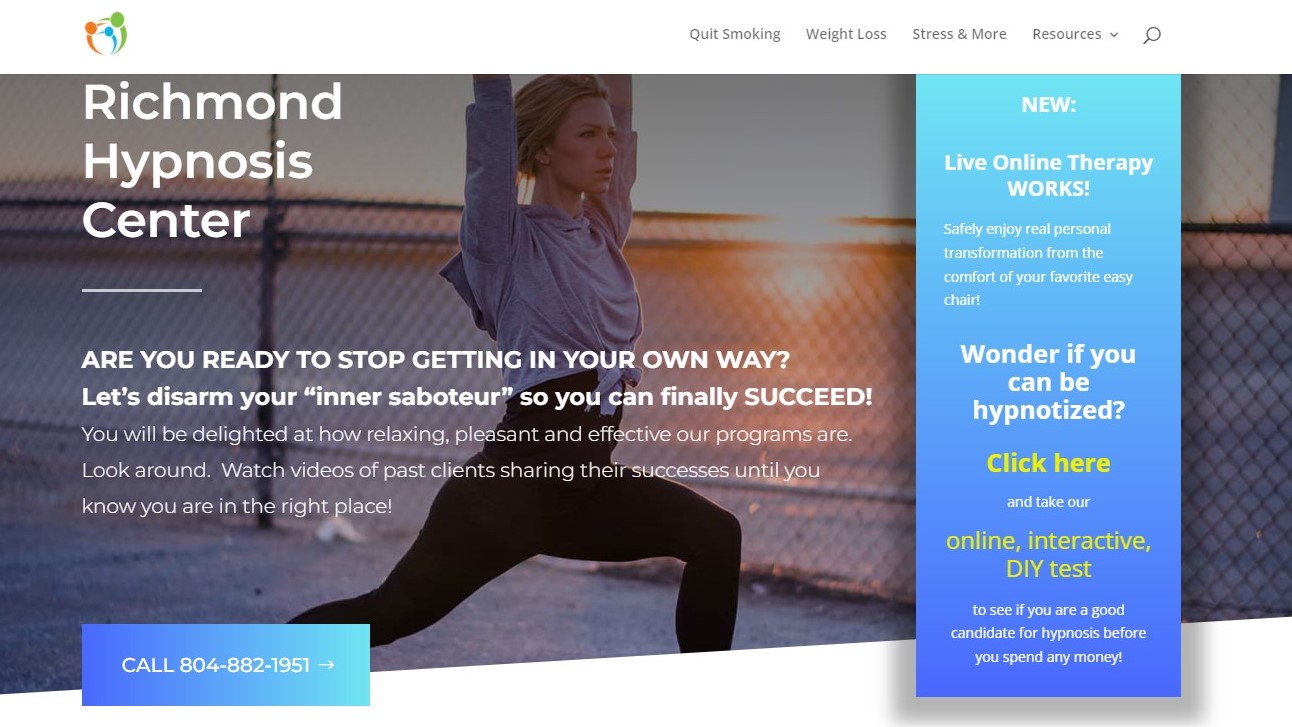 Quit Smoking
Weight Loss
Stress & More
Resources
Richmond
Hypnosis
Center
ARE YOU READY TO STOP GETTING IN YOUR OWN WAY?
Let’s disarm your “inner saboteur” so you can finally SUCCEED!
You will be delighted at how relaxing, pleasant and effective our programs are.
Look around.  Watch videos of past clients sharing their successes until you
know you are in the right place!
CALL 804-882-1951 →
NEW:
Live Online Therapy
WORKS!
Safely enjoy real personal
transformation from the
comfort of your favorite easy
chair!
Wonder if you
can be
hypnotized?
Click here
and take our
online, interactive,
DIY test
to see if you are a good
candidate for hypnosis before
you spend any money!